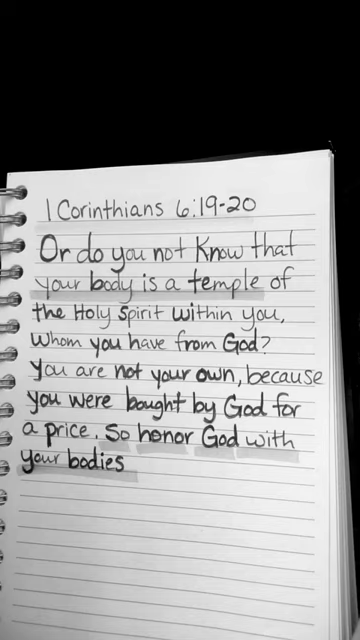 1 Corinthians 6:19-20
Or do you not know that
your body is a temple of
the Holy Spirit within you,
whom you have from God?
You are not your own, because
you were bought by God for
a price. So honor God with
your bodies